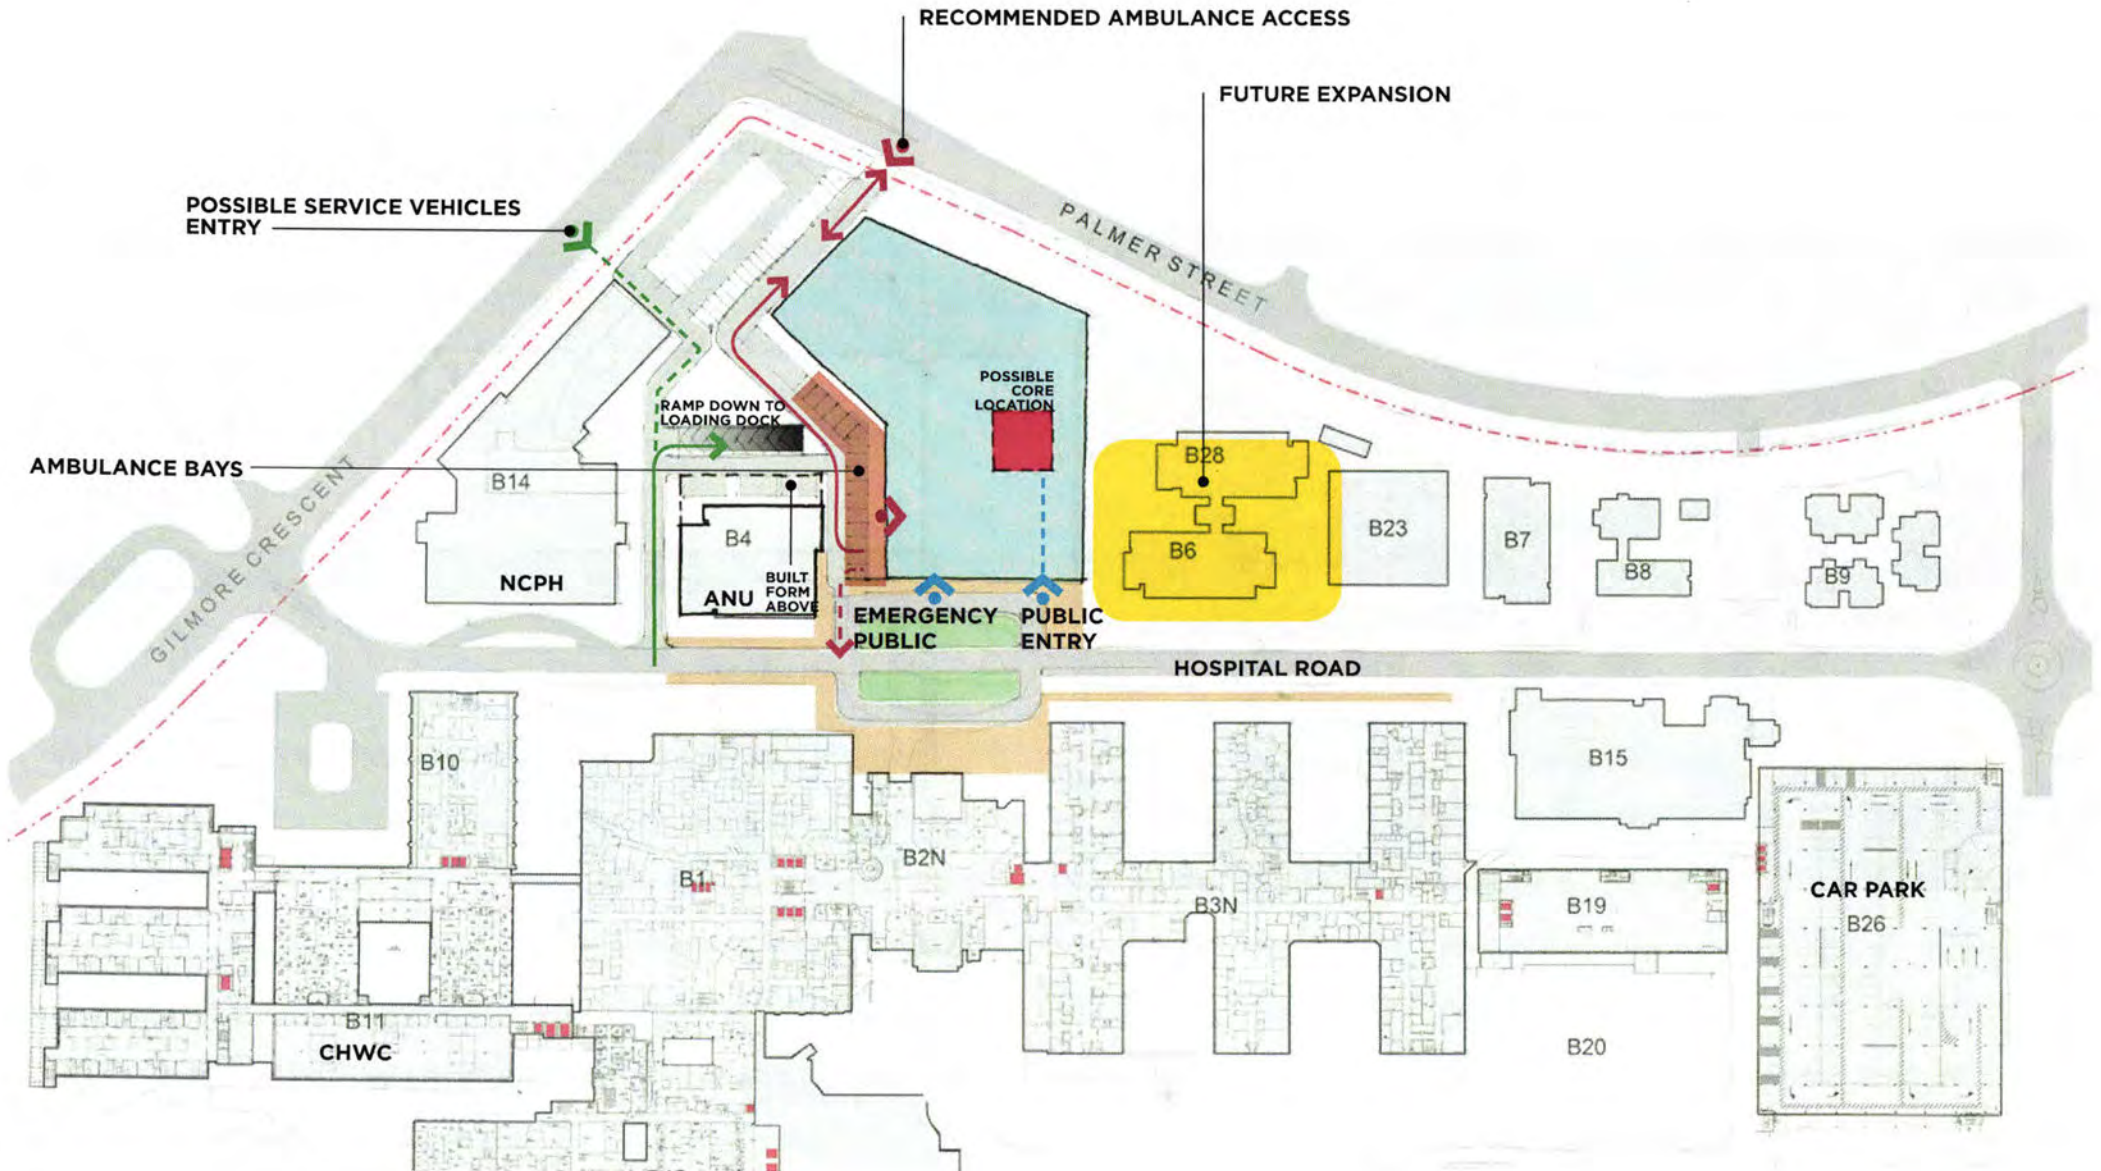 RECOMMENDED AMBULANCE ACCESS
FUTURE EXPANSION
POSSIBLE SERVICE VEHICLES
ENTRY
PALMER STREET
POSSIBLE
CORE
LOCATION
RAMP DOWN TO
LOADING DOCK
AMBULANCE BAYS
GILMORE CRESCENT
B14
NCPH
B4
ANU
BUILT
FORM
ABOVE
B28
B6
B23
B7
B8
B9
EMERGENCY
PUBLIC
PUBLIC
ENTRY
HOSPITAL ROAD
B10
B1
B2N
B3N
B15
B19
CAR PARK
B26
B11
CHWC
B20